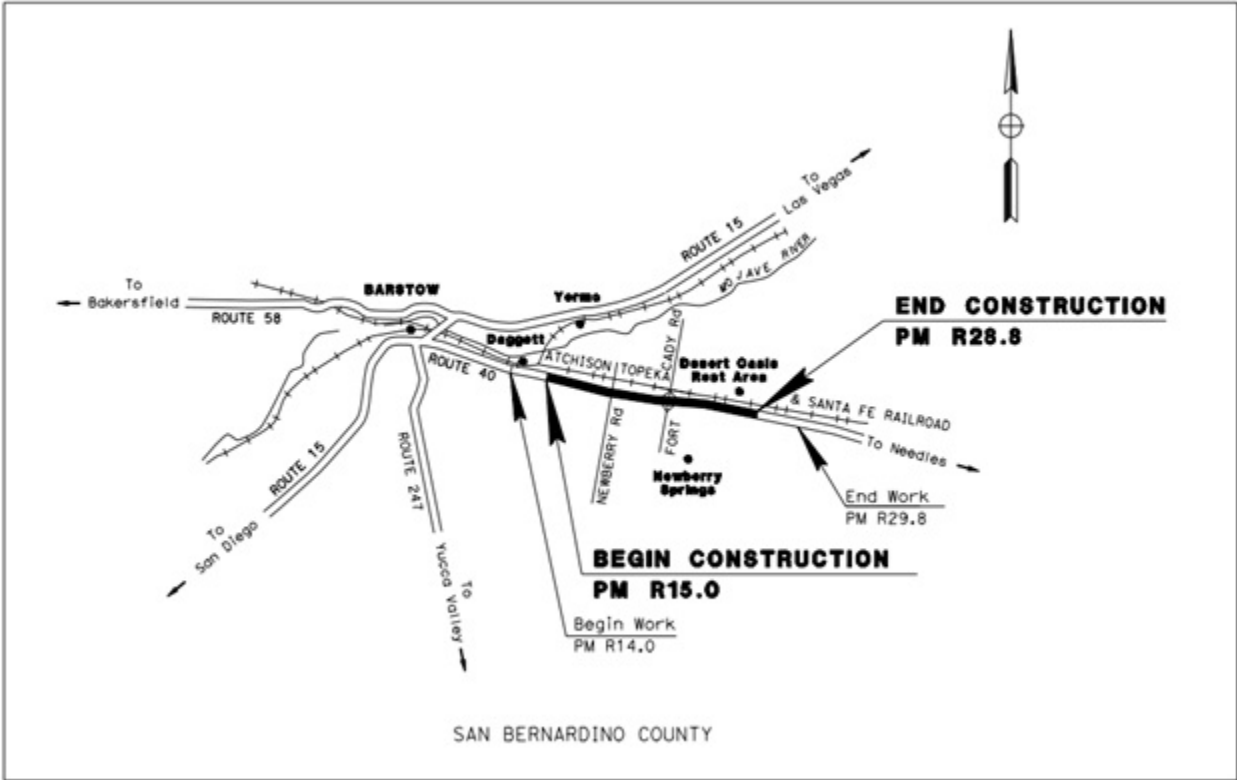 To
Las Vegas
ROUTE 15
MOJAVE RIVER
To
Bakersfield
ROUTE 58
BARSTOW
Yermo
END CONSTRUCTION
PM R28.8
Daggett
ROUTE 40
ATCHISON TOPEKA
& SANTA FE RAILROAD
FORT CADY Rd
Desert Oasis
Rest Area
To Needles
NEWBERRY Rd
Newberry
Springs
End Work
PM R29.8
ROUTE 15
ROUTE 247
To
San Diego
To
Yucca Valley
BEGIN CONSTRUCTION
PM R15.0
Begin Work
PM R14.0
SAN BERNARDINO COUNTY